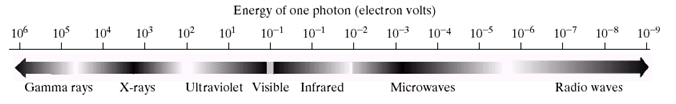 Energy of one photon (electron volts)
10⁶ 10⁵ 10⁴ 10³ 10² 10¹ 10⁻¹ 10⁻¹ 10⁻² 10⁻³ 10⁻⁴ 10⁻⁵ 10⁻⁶ 10⁻⁷ 10⁻⁸ 10⁻⁹
Gamma rays X-rays Ultraviolet Visible Infrared Microwaves Radio waves